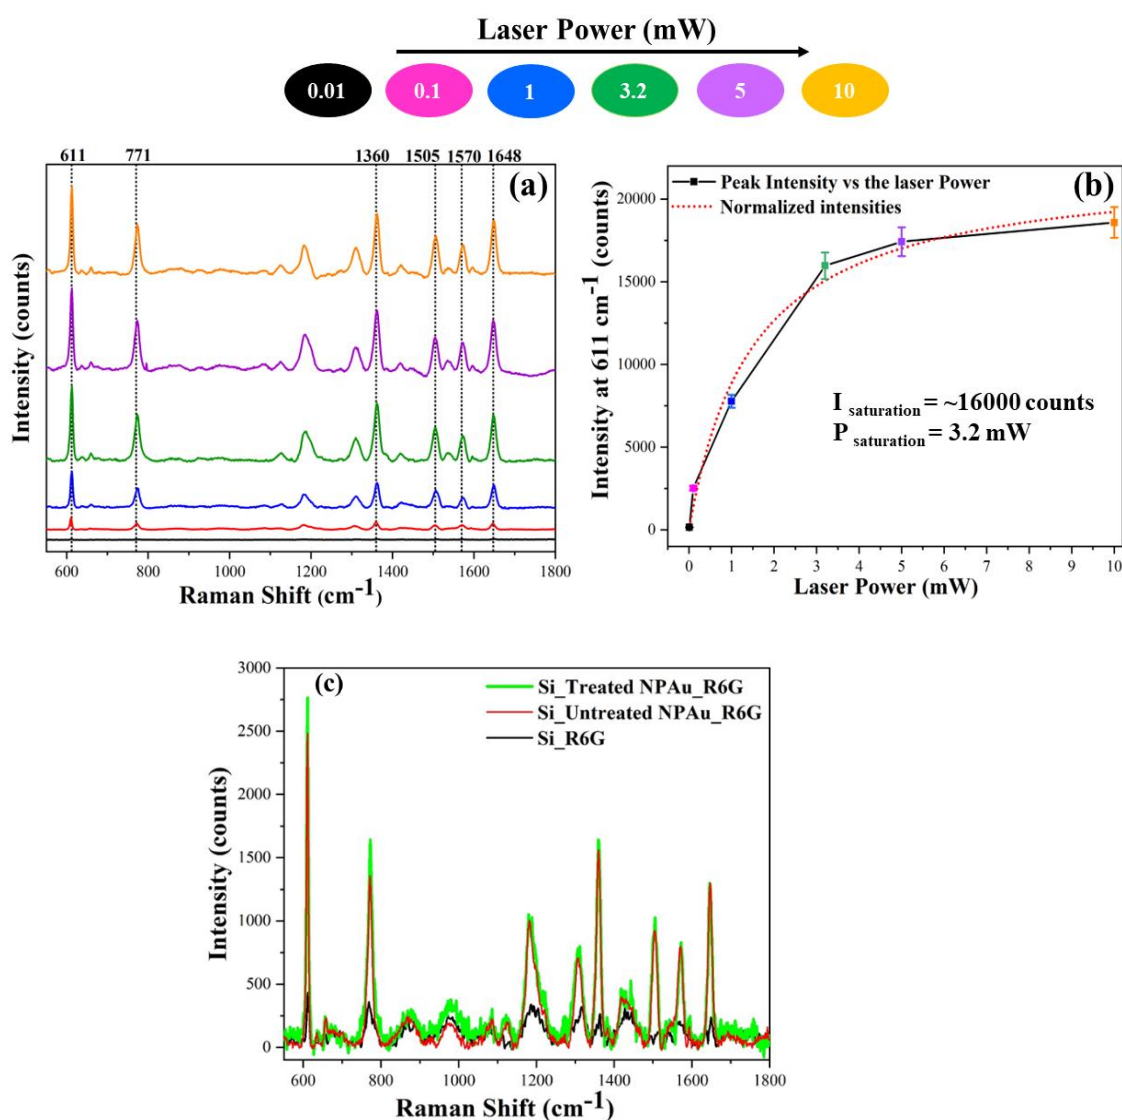 Laser Power (mW)
0.01 0.1 1 3.2 5 10
611 771 1360 1505 1570 1648
(a)
Intensity (counts)
600 800 1000 1200 1400 1600 1800
Raman Shift (cm-1)
(b)
Peak Intensity vs the laser Power
Normalized intensities
20000
15000
10000
5000
0
Intensity at 611 cm-1 (counts)
I saturation = ~16000 counts
P saturation = 3.2 mW
0 1 2 3 4 5 6 7 8 9 10
Laser Power (mW)
(c)
Si_Treated NPAu_R6G
Si_Untreated NPAu_R6G
Si_R6G
3000
2500
2000
1500
1000
500
0
Intensity (counts)
600 800 1000 1200 1400 1600 1800
Raman Shift (cm-1)